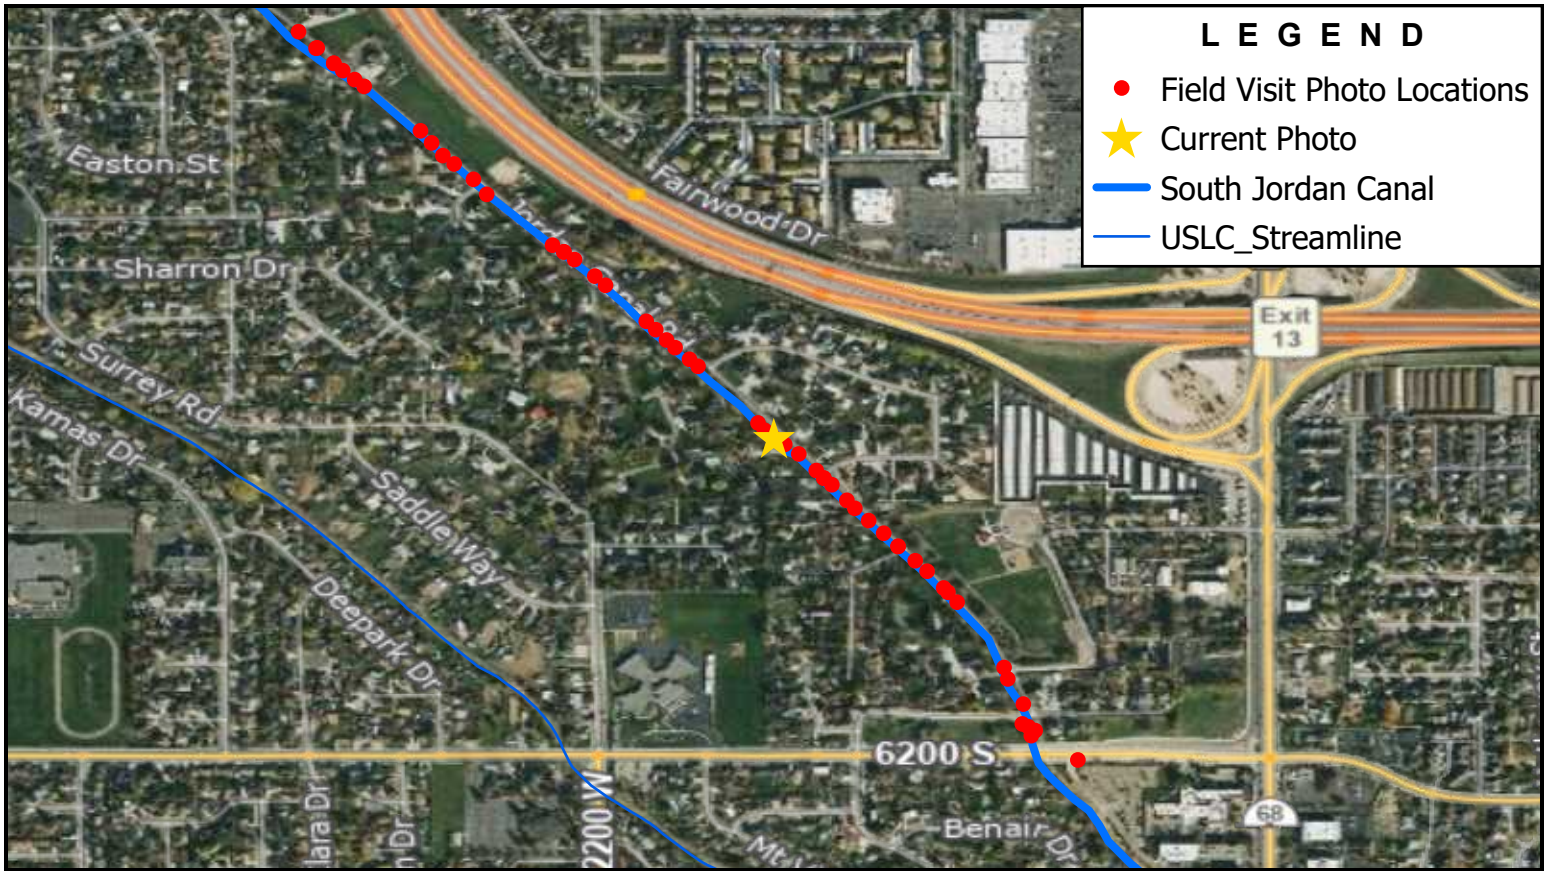 L E G E N D
Field Visit Photo Locations
Current Photo
South Jordan Canal
USLC_Streamline
Easton St
Fairwood Dr
Sharron Dr
Exit
13
Surrey Rd
Kamas Dr
Saddle Way
Deepark Dr
6200 S
2200 W
68
Benair Dr